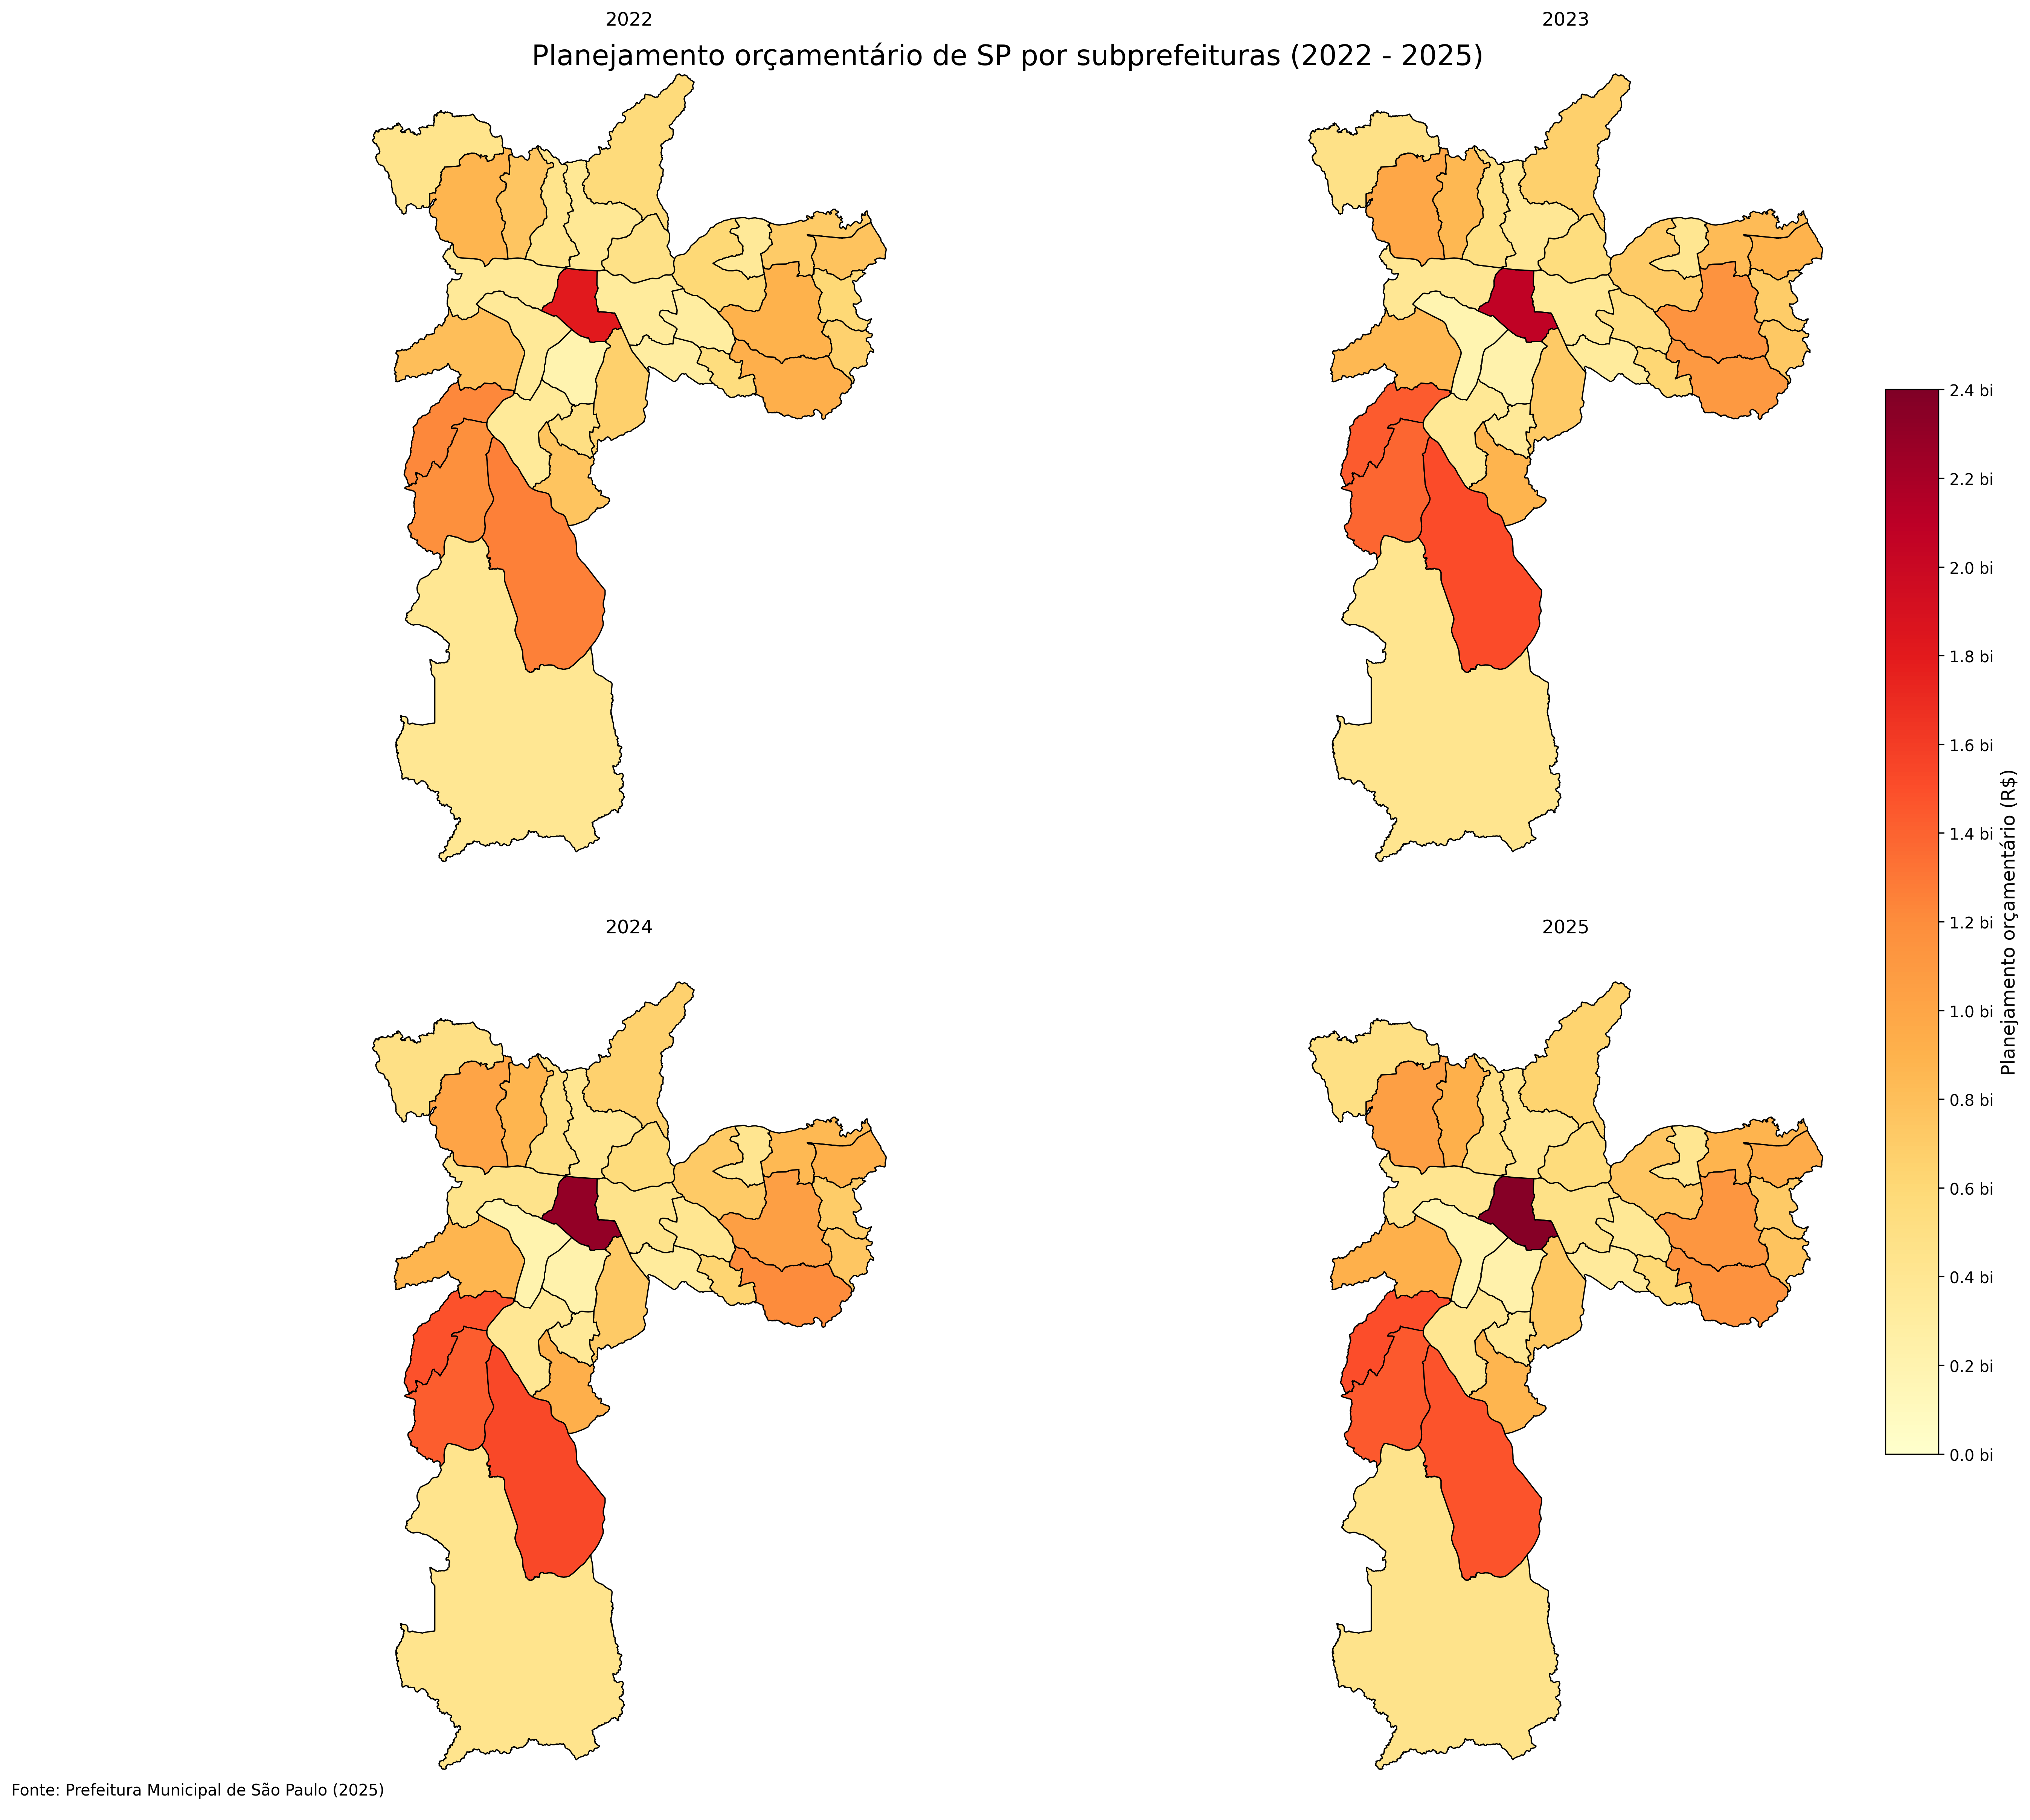 2022
2023
Planejamento orçamentário de SP por subprefeituras (2022 - 2025)
2.4 bi
2.2 bi
2.0 bi
1.8 bi
1.6 bi
1.4 bi
1.2 bi
1.0 bi
0.8 bi
0.6 bi
0.4 bi
0.2 bi
0.0 bi
Planejamento orçamentário (R$)
2024
2025
Fonte: Prefeitura Municipal de São Paulo (2025)